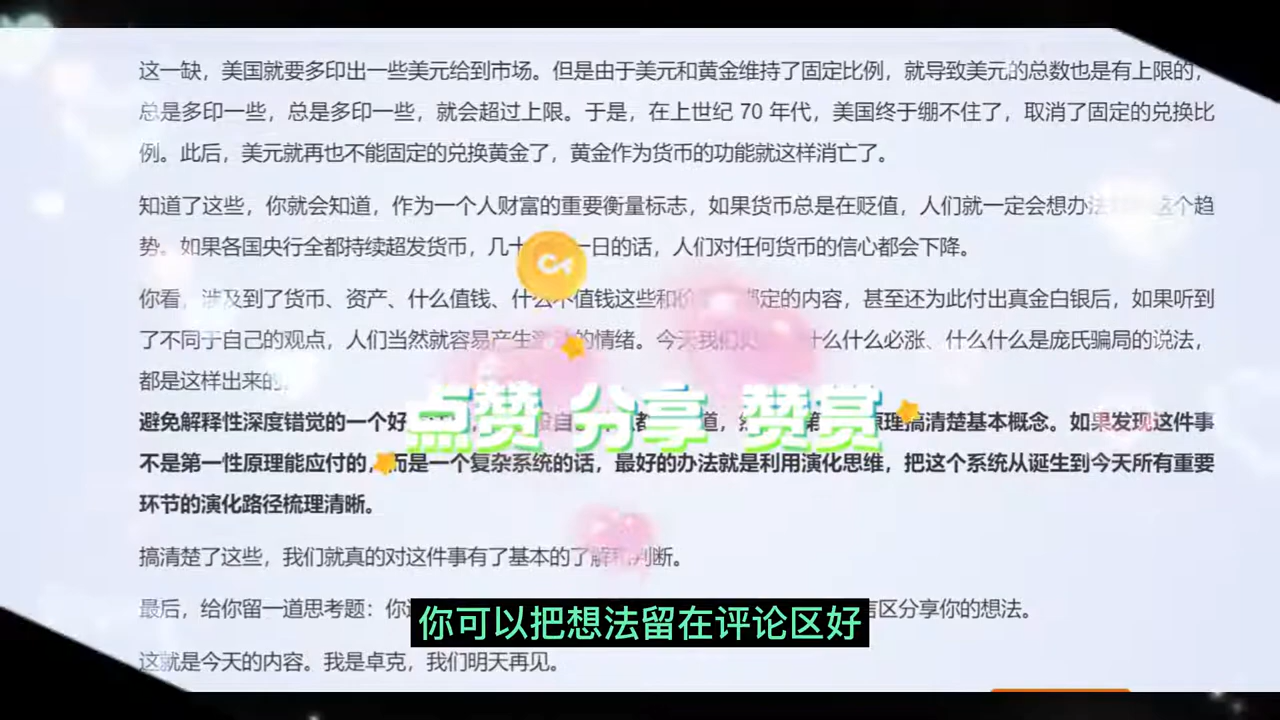 这一缺，美国就要多印出一些美元给到市场。但是由于美元和黄金维持了固定比例，就导致美元的总数也是有上限的，
总是多印一些，总是多印一些，就会超过上限。于是，在上世纪 70 年代，美国终于绷不住了，取消了固定的兑换比
例。此后，美元就再也不能固定的兑换黄金了，黄金作为货币的功能就这样消亡了。
知道了这些，你就会知道，作为一个人财富的重要衡量标志，如果货币总是在贬值，人们就一定会想办法 这个趋
势。如果各国央行全都持续超发货币，几十 一日的话，人们对任何货币的信心都会下降。
你看，涉及到了货币、资产、什么值钱、什么不值钱这些和价 绑定的内容，甚至还为此付出真金白银后，如果听到
了不同于自己的观点，人们当然就容易产生 的情绪。今天我们 什么什么必涨、什么什么是庞氏骗局的说法，
都是这样出来的
避免解释性深度错觉的一个好 自 都 道， 第 原理搞清楚基本概念。如果发现这件事
不是第一性原理能应付的，而是一个复杂系统的话，最好的办法就是利用演化思维，把这个系统从诞生到今天所有重要
环节的演化路径梳理清晰。
点赞 分享 赞赏
搞清楚了这些，我们就真的对这件事有了基本的了解和判断。
最后，给你留一道思考题：你 言区分享你的想法。
你可以把想法留在评论区好
这就是今天的内容。我是卓克，我们明天再见。